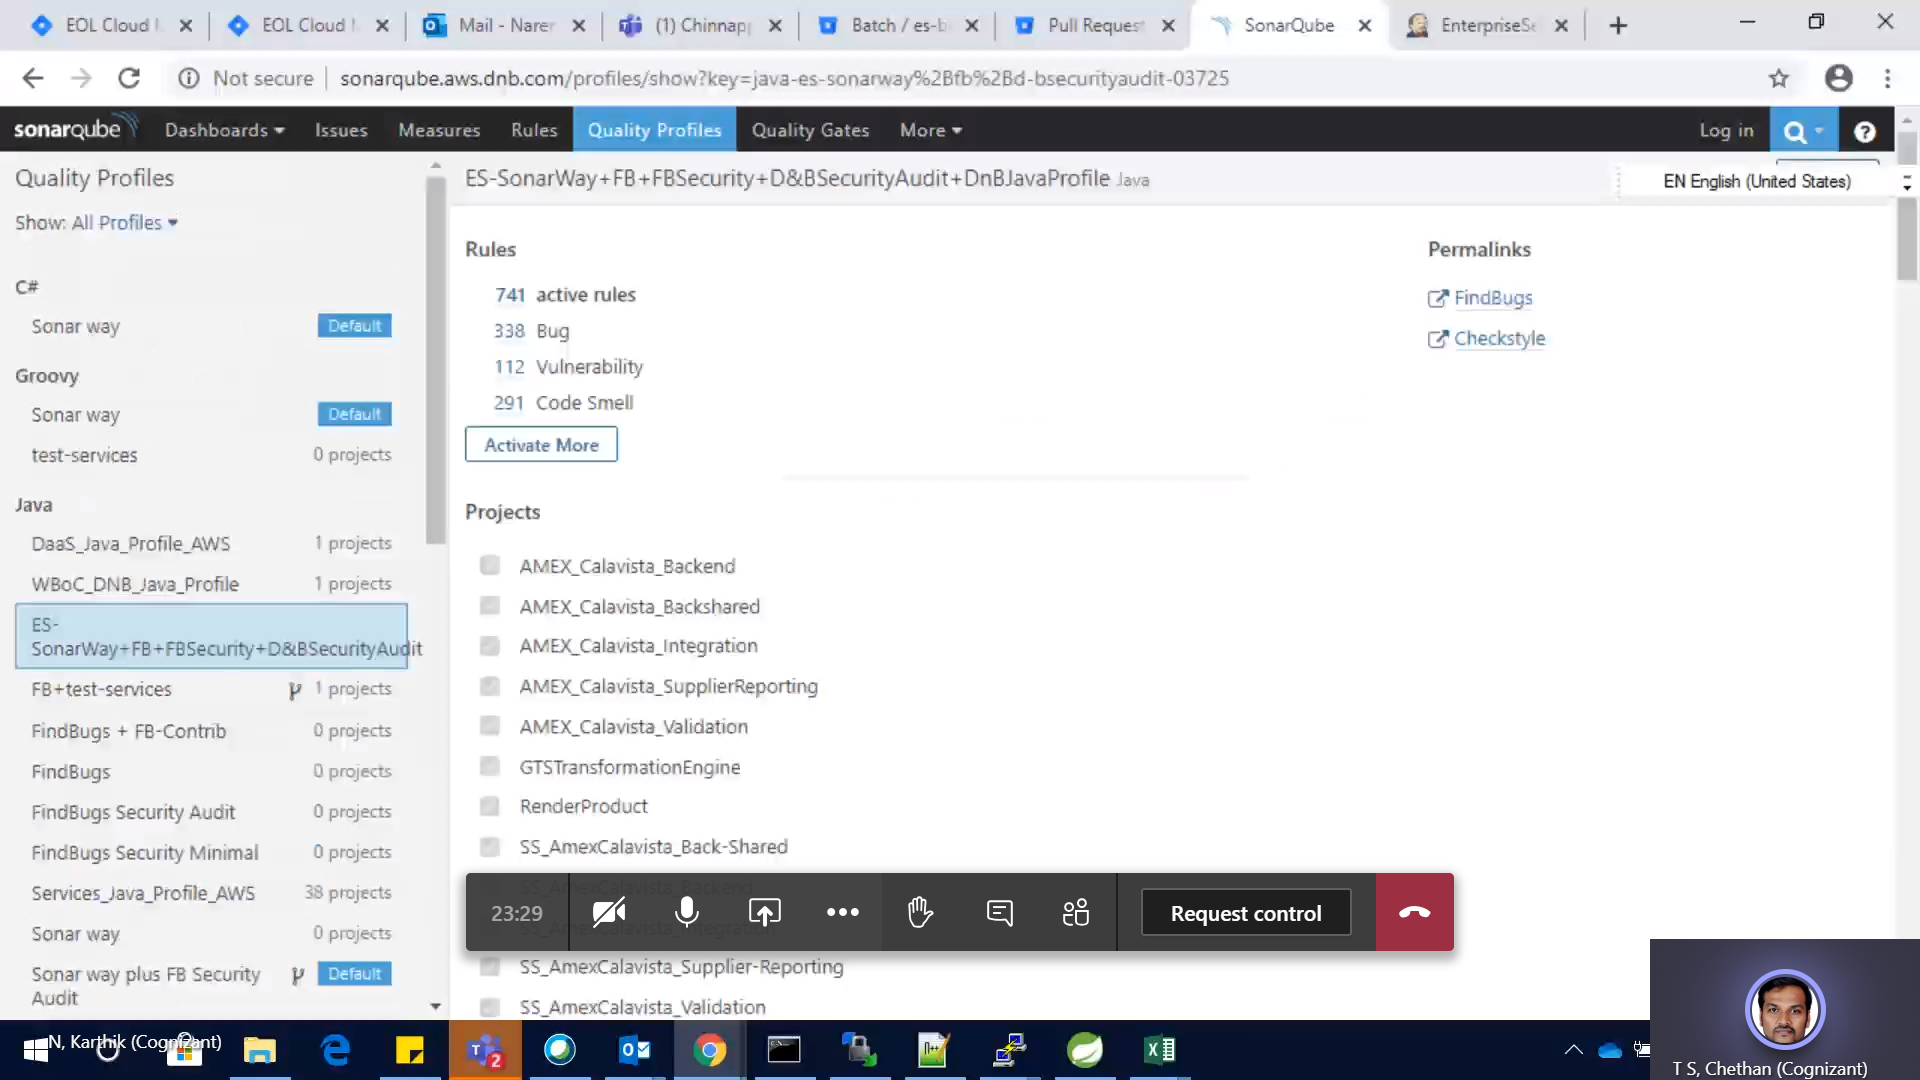 EOL Cloud
EOL Cloud
Mail - Narer
(1) Chinnapp
Batch / es-b
Pull Request
SonarQube
EnterpriseSe
Not secure
sonarqube.aws.dnb.com/profiles/show?key=java-es-sonarway%2Bfb%2Bd-bsecurityaudit-03725
sonarqube Dashboards Issues Measures Rules Quality Profiles Quality Gates More Log in
Quality Profiles
Show: All Profiles
C#
Sonar way Default
Groovy
Sonar way Default
test-services 0 projects
Java
DaaS_Java_Profile_AWS 1 projects
WBoC_DNB_Java_Profile 1 projects
ES-
SonarWay+FB+FBSecurity+D&BSecurityAudit
FB+test-services 1 projects
FindBugs + FB-Contrib 0 projects
FindBugs 0 projects
FindBugs Security Audit 0 projects
FindBugs Security Minimal 0 projects
Services_Java_Profile_AWS 38 projects
Sonar way 0 projects
Sonar way plus FB Security Default
Audit
ES-SonarWay+FB+FBSecurity+D&BSecurityAudit+DnBJavaProfile Java
EN English (United States)
Rules
741 active rules
338 Bug
112 Vulnerability
291 Code Smell
Activate More
Permalinks
FindBugs
Checkstyle
Projects
AMEX_Calavista_Backend
AMEX_Calavista_Backshared
AMEX_Calavista_Integration
AMEX_Calavista_SupplierReporting
AMEX_Calavista_Validation
GTSTransformationEngine
RenderProduct
SS_AmexCalavista_Back-Shared
SS_AmexCalavista_Backend
SS_AmexCalavista_Integration
SS_AmexCalavista_Supplier-Reporting
SS_AmexCalavista_Validation
23:29
Request control
N, Karthik (Cognizant)
2
T S, Chethan (Cognizant)